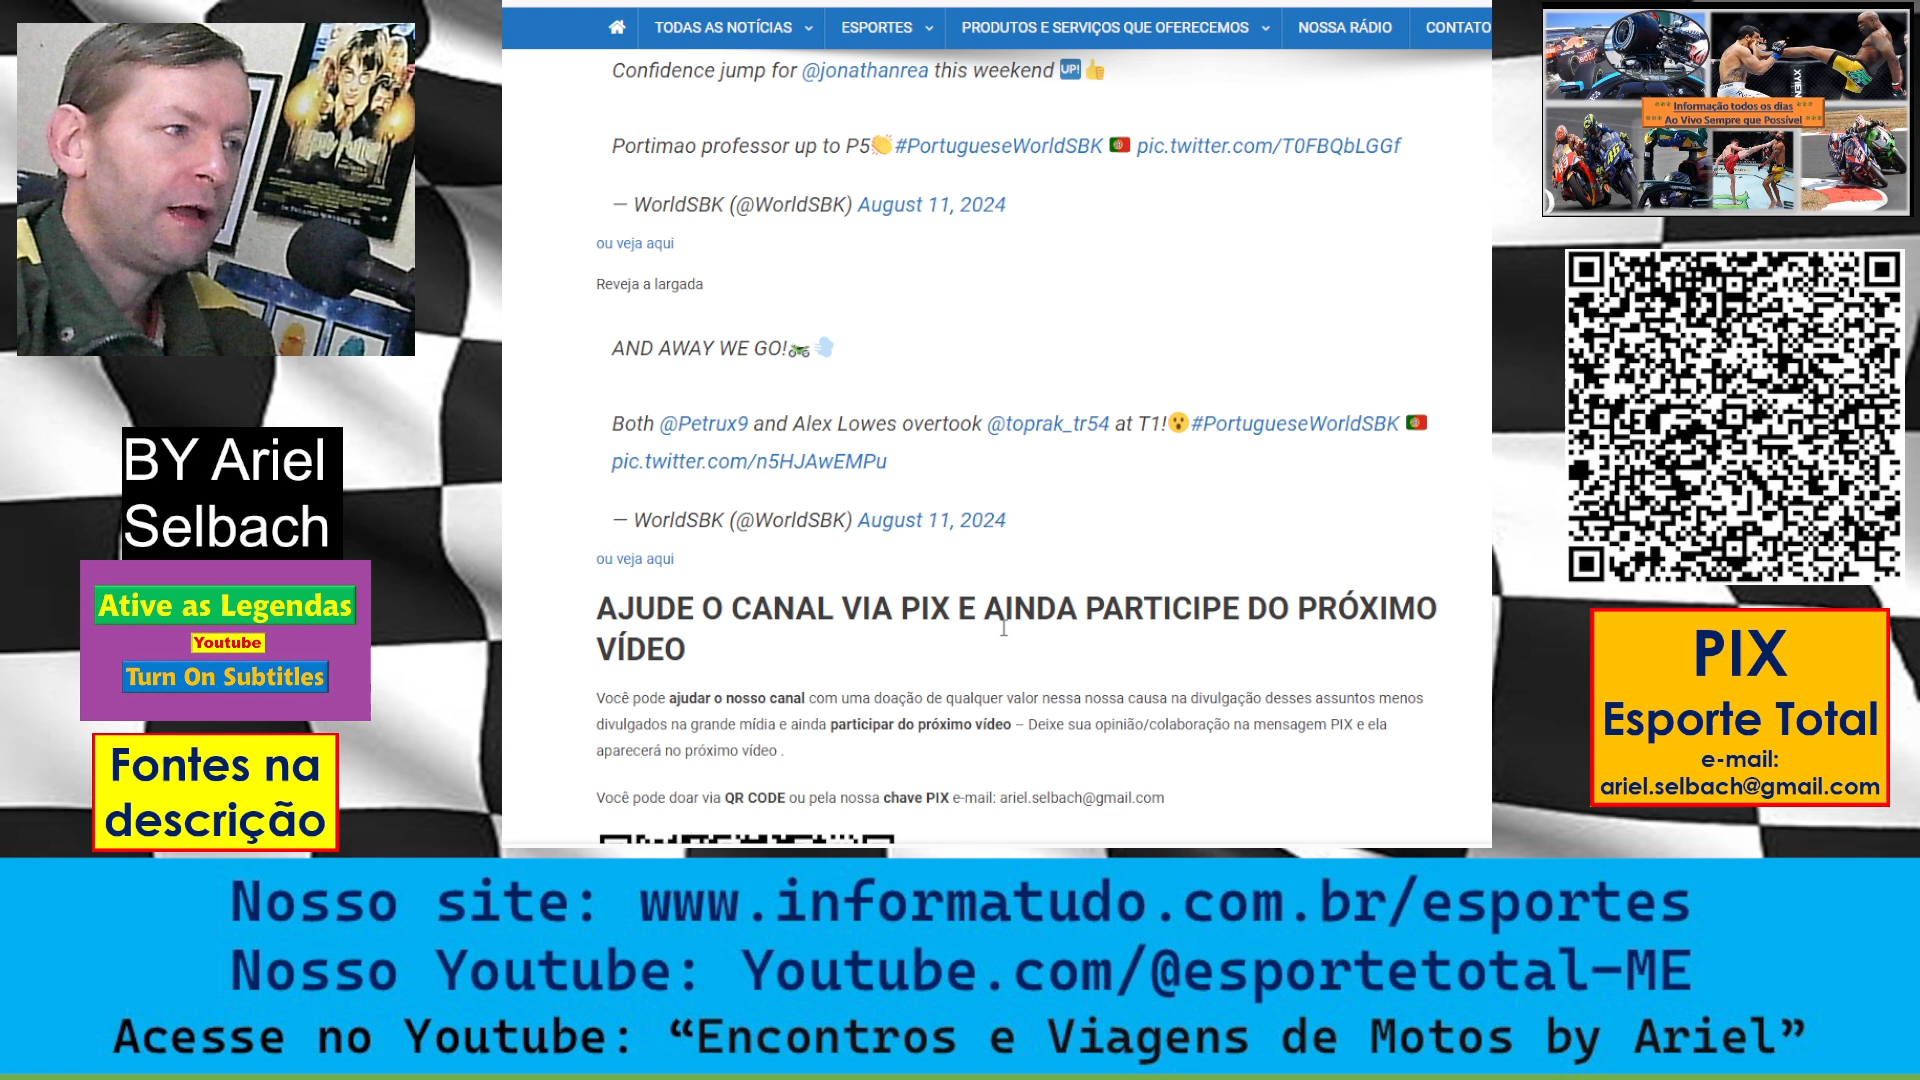 TODAS AS NOTÍCIAS
ESPORTES
PRODUTOS E SERVIÇOS QUE OFERECEMOS
NOSSA RÁDIO
CONTATO
Confidence jump for @jonathanrea this weekend UP!
Portimao professor up to P5 #PortugueseWorldSBK pic.twitter.com/T0FBQbLGGf
— WorldSBK (@WorldSBK) August 11, 2024
ou veja aqui
Reveja a largada
AND AWAY WE GO!
Both @Petrux9 and Alex Lowes overtook @toprak_tr54 at T1! #PortugueseWorldSBK
pic.twitter.com/n5HJAwEMPu
— WorldSBK (@WorldSBK) August 11, 2024
ou veja aqui
AJUDE O CANAL VIA PIX E AINDA PARTICIPE DO PRÓXIMO
VÍDEO
Você pode ajudar o nosso canal com uma doação de qualquer valor nessa nossa causa na divulgação desses assuntos menos
divulgados na grande mídia e ainda participar do próximo vídeo – Deixe sua opinião/colaboração na mensagem PIX e ela
aparecerá no próximo vídeo .
Você pode doar via QR CODE ou pela nossa chave PIX e-mail: ariel.selbach@gmail.com
BY Ariel
Selbach
Ative as Legendas
Youtube
Turn On Subtitles
Fontes na
descrição
*** Informação todos os dias ***
*** Ao Vivo Sempre que Possível ***
PIX
Esporte Total
e-mail:
ariel.selbach@gmail.com
Nosso site: www.informatudo.com.br/esportes
Nosso Youtube: Youtube.com/@esportetotal-ME
Acesse no Youtube: “Encontros e Viagens de Motos by Ariel”